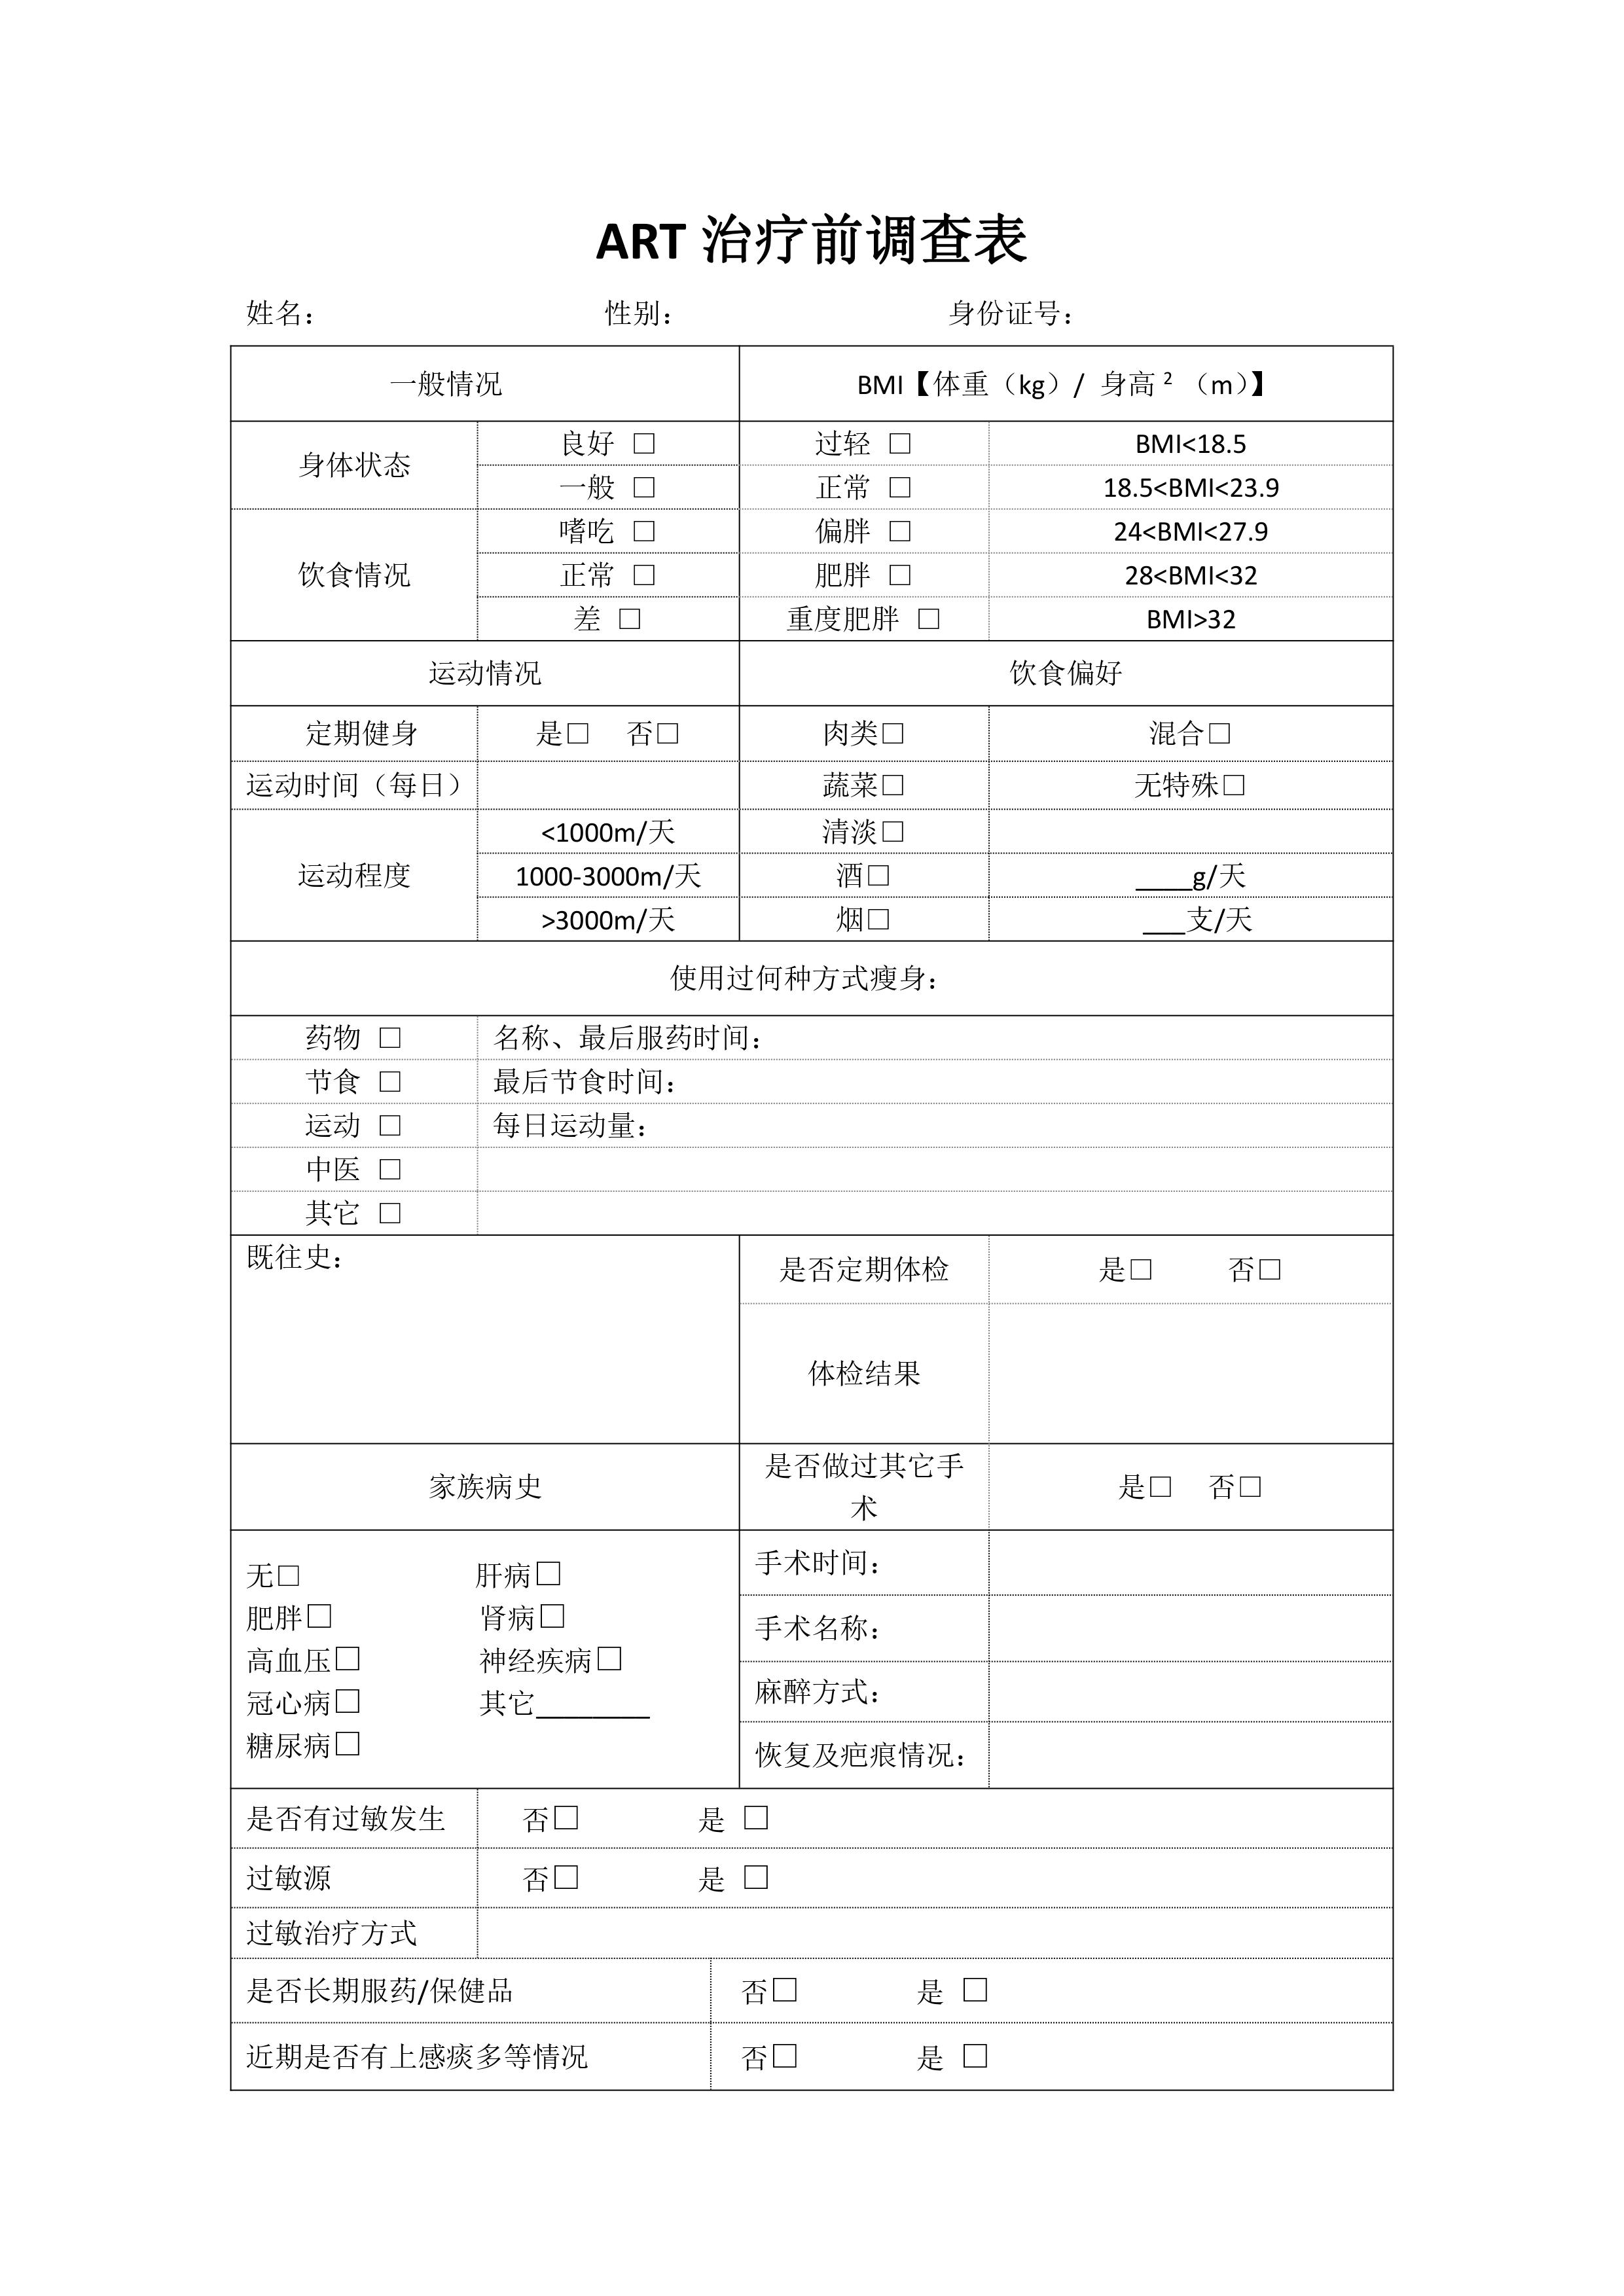 ART 治疗前调查表
姓名： 性别： 身份证号：
一般情况 BMI【体重（kg）/ 身高²（m）】
身体状态 良好 □ 过轻 □ BMI<18.5
一般 □ 正常 □ 18.5<BMI<23.9
饮食情况 嗜吃 □ 偏胖 □ 24<BMI<27.9
正常 □ 肥胖 □ 28<BMI<32
差 □ 重度肥胖 □ BMI>32
运动情况 饮食偏好
定期健身 是□ 否□ 肉类□ 混合□
运动时间（每日） 蔬菜□ 无特殊□
运动程度 <1000m/天 清淡□
1000-3000m/天 酒□ ____g/天
>3000m/天 烟□ ___支/天
使用过何种方式瘦身：
药物 □ 名称、最后服药时间：
节食 □ 最后节食时间：
运动 □ 每日运动量：
中医 □
其它 □
既往史： 是否定期体检 是□ 否□
体检结果
家族病史 是否做过其它手 是□ 否□
术
无□ 肝病□ 手术时间：
肥胖□ 肾病□ 手术名称：
高血压□ 神经疾病□
冠心病□ 其它________ 麻醉方式：
糖尿病□ 恢复及疤痕情况：
是否有过敏发生 否□ 是 □
过敏源 否□ 是 □
过敏治疗方式
是否长期服药/保健品 否□ 是 □
近期是否有上感痰多等情况 否□ 是 □